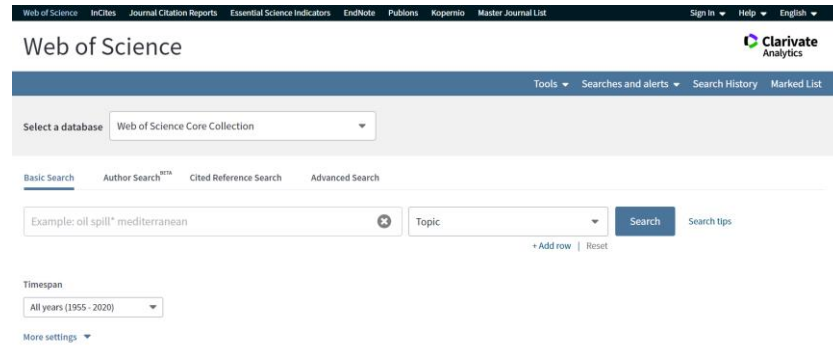 Web of Science InCites Journal Citation Reports Essential Science Indicators EndNote Publons Kopernio Master Journal List Sign In Help English
Web of Science
Clarivate
Analytics
Tools Searches and alerts Search History Marked List
Select a database Web of Science Core Collection
Basic Search Author Search BETA Cited Reference Search Advanced Search
Example: oil spill* mediterranean Topic Search Search tips
+ Add row | Reset
Timespan
All years (1955 - 2020)
More settings